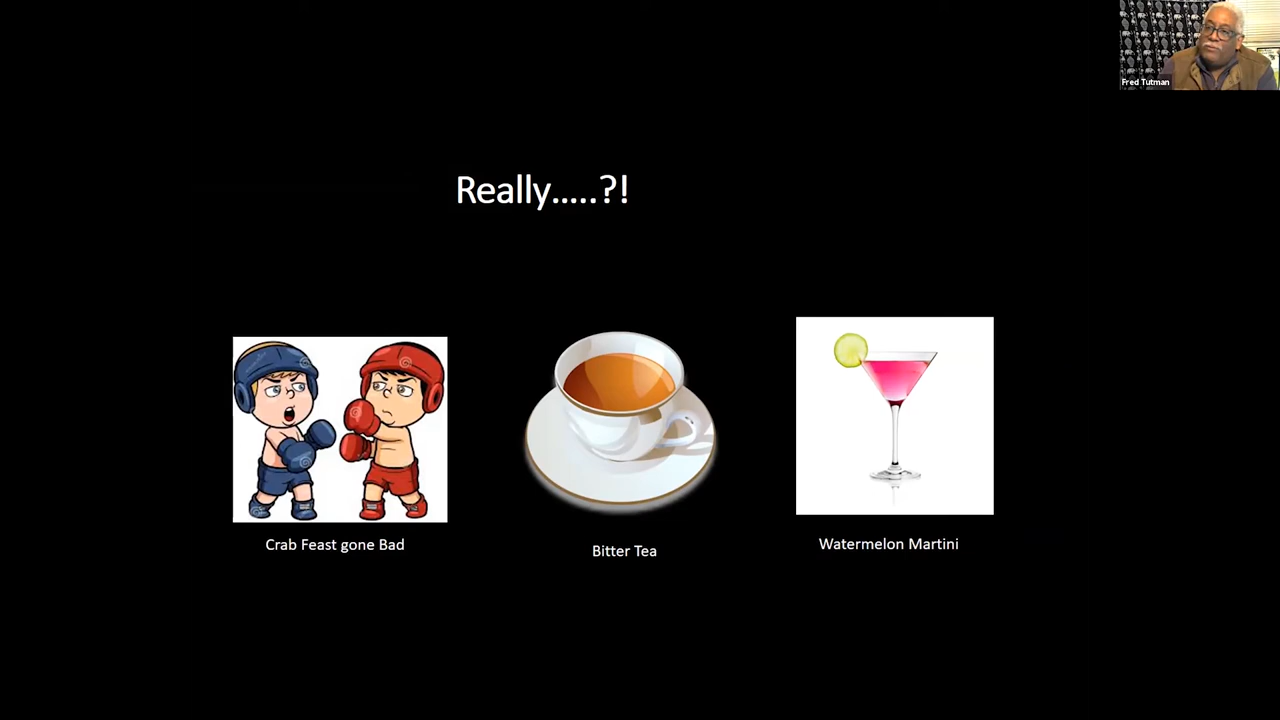 Fred Tutman
Really.....?!
Crab Feast gone Bad
Bitter Tea
Watermelon Martini